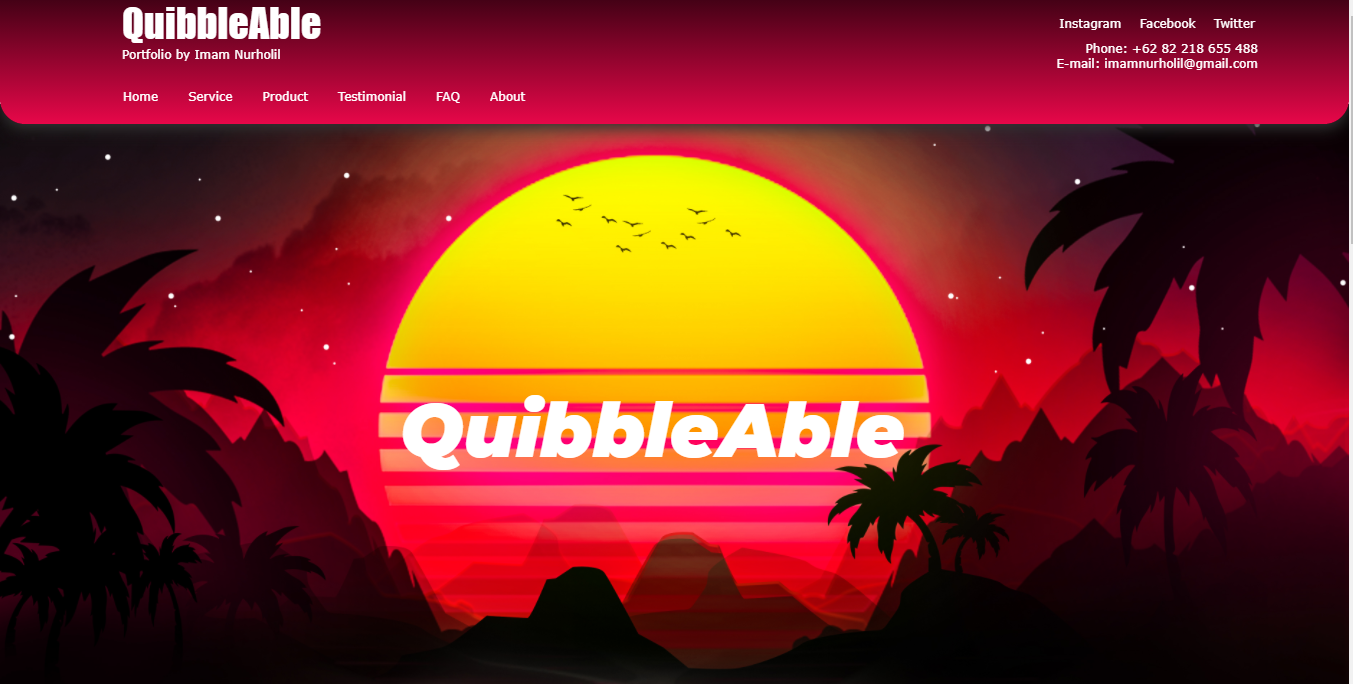 QuibbleAble
Portfolio by Imam Nurholil
Instagram Facebook Twitter
Phone: +62 82 218 655 488
E-mail: imamnurholil@gmail.com
Home Service Product Testimonial FAQ About
QuibbleAble